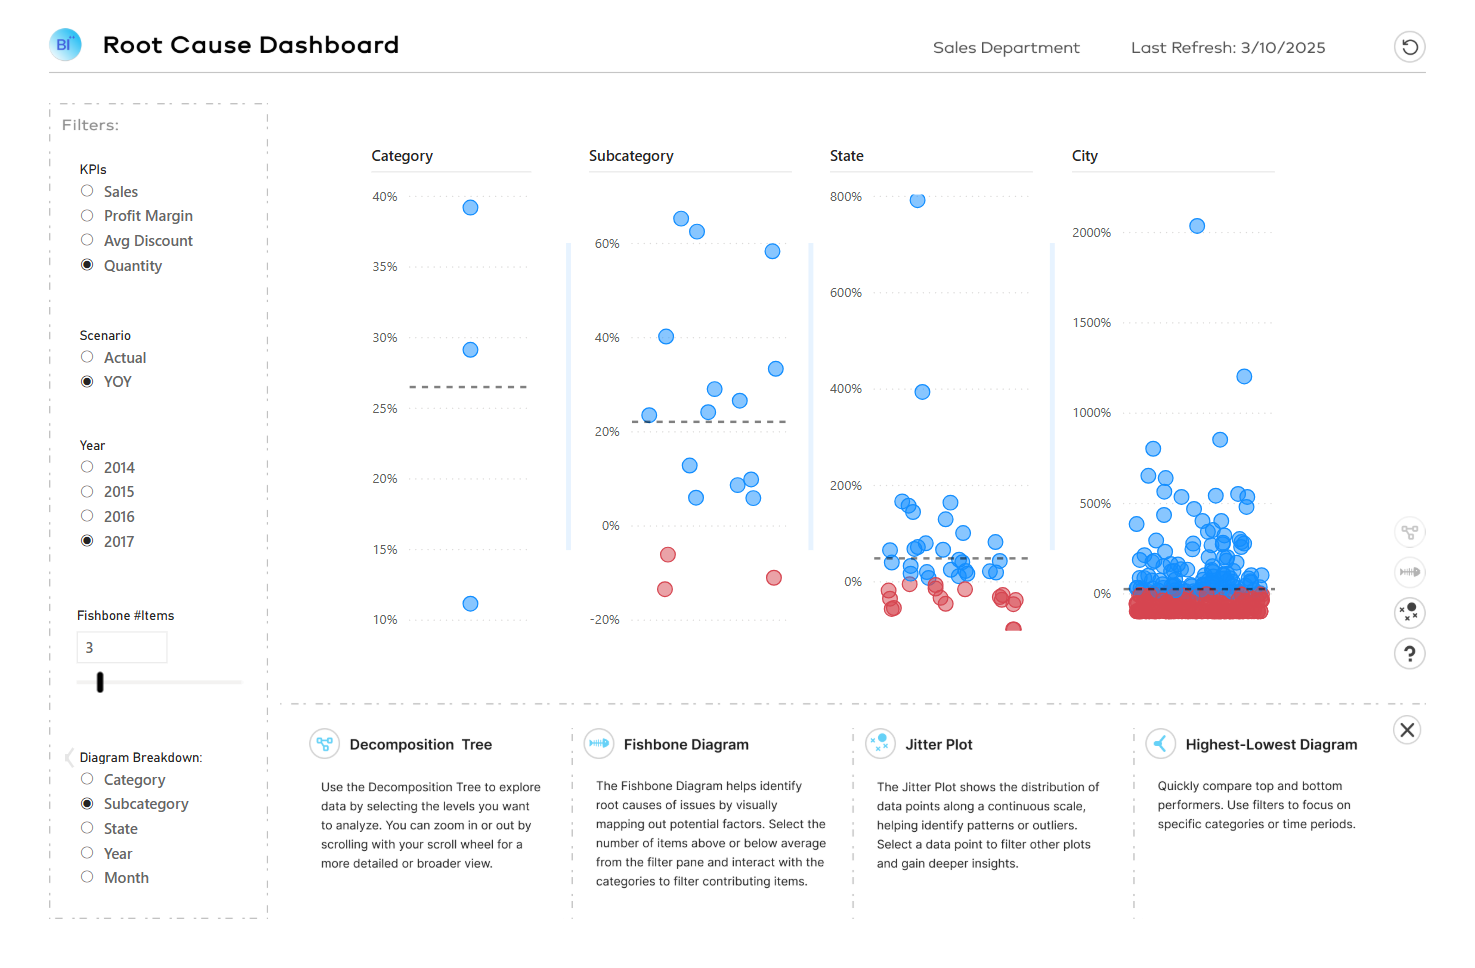 BI
Root Cause Dashboard
Sales Department
Last Refresh: 3/10/2025
Filters:
KPIs
Sales
Profit Margin
Avg Discount
Quantity
Scenario
Actual
YOY
Year
2014
2015
2016
2017
Fishbone #Items
3
Diagram Breakdown:
Category
Subcategory
State
Year
Month
Category
40%
35%
30%
25%
20%
15%
10%
Subcategory
60%
40%
20%
0%
-20%
State
800%
600%
400%
200%
0%
City
2000%
1500%
1000%
500%
0%
?
Decomposition Tree
Use the Decomposition Tree to explore
data by selecting the levels you want
to analyze. You can zoom in or out by
scrolling with your scroll wheel for a
more detailed or broader view.
Fishbone Diagram
The Fishbone Diagram helps identify
root causes of issues by visually
mapping out potential factors. Select the
number of items above or below average
from the filter pane and interact with the
categories to filter contributing items.
Jitter Plot
The Jitter Plot shows the distribution of
data points along a continuous scale,
helping identify patterns or outliers.
Select a data point to filter other plots
and gain deeper insights.
Highest-Lowest Diagram
Quickly compare top and bottom
performers. Use filters to focus on
specific categories or time periods.